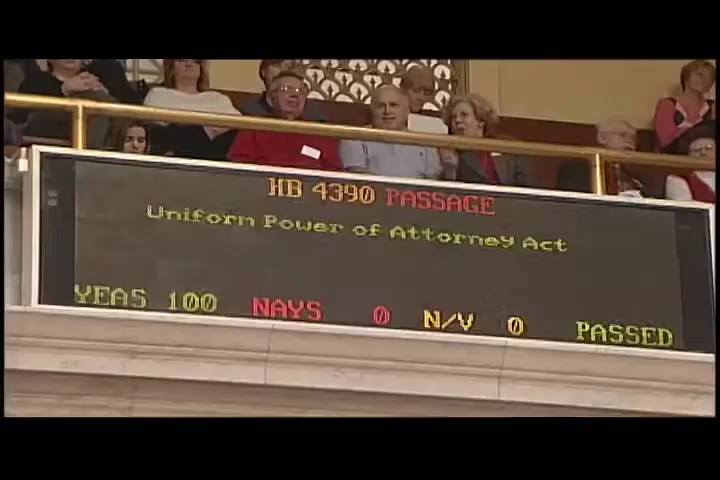 HB 4390 PASSAGE
Uniform Power of Attorney Act
YEAS 100 NAYS 0 N/V 0 PASSED